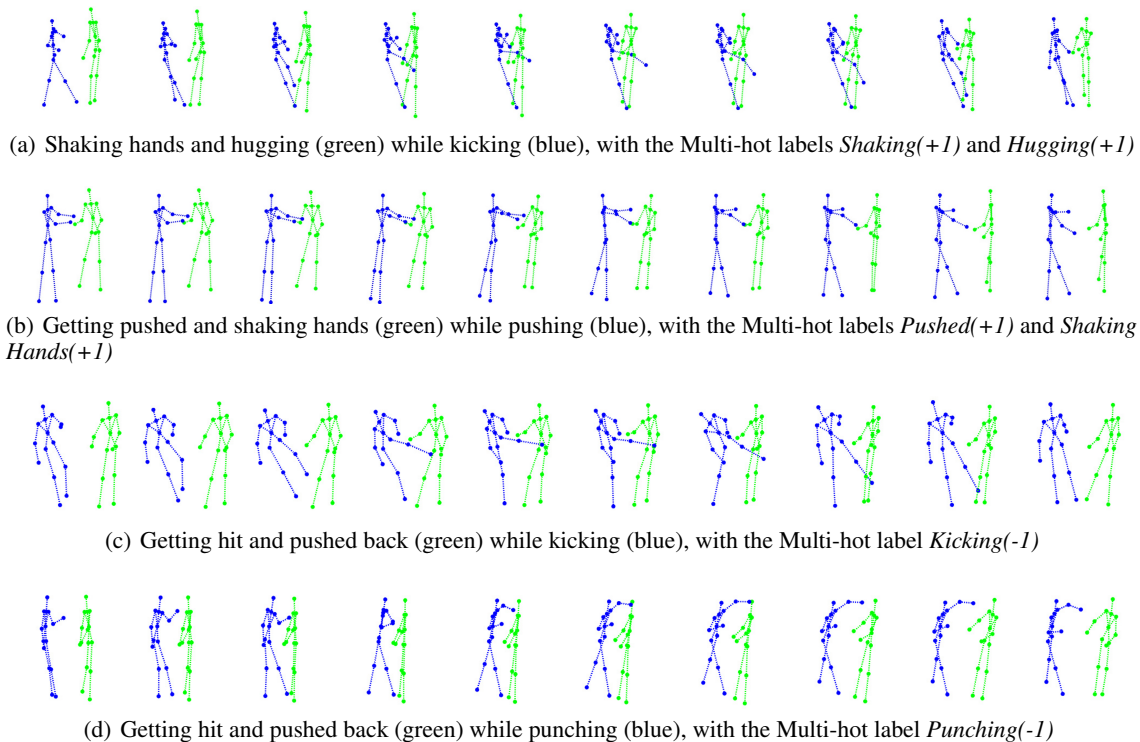 (a) Shaking hands and hugging (green) while kicking (blue), with the Multi-hot labels Shaking(+1) and Hugging(+1)
(b) Getting pushed and shaking hands (green) while pushing (blue), with the Multi-hot labels Pushed(+1) and Shaking
Hands(+1)
(c) Getting hit and pushed back (green) while kicking (blue), with the Multi-hot label Kicking(-1)
(d) Getting hit and pushed back (green) while punching (blue), with the Multi-hot label Punching(-1)